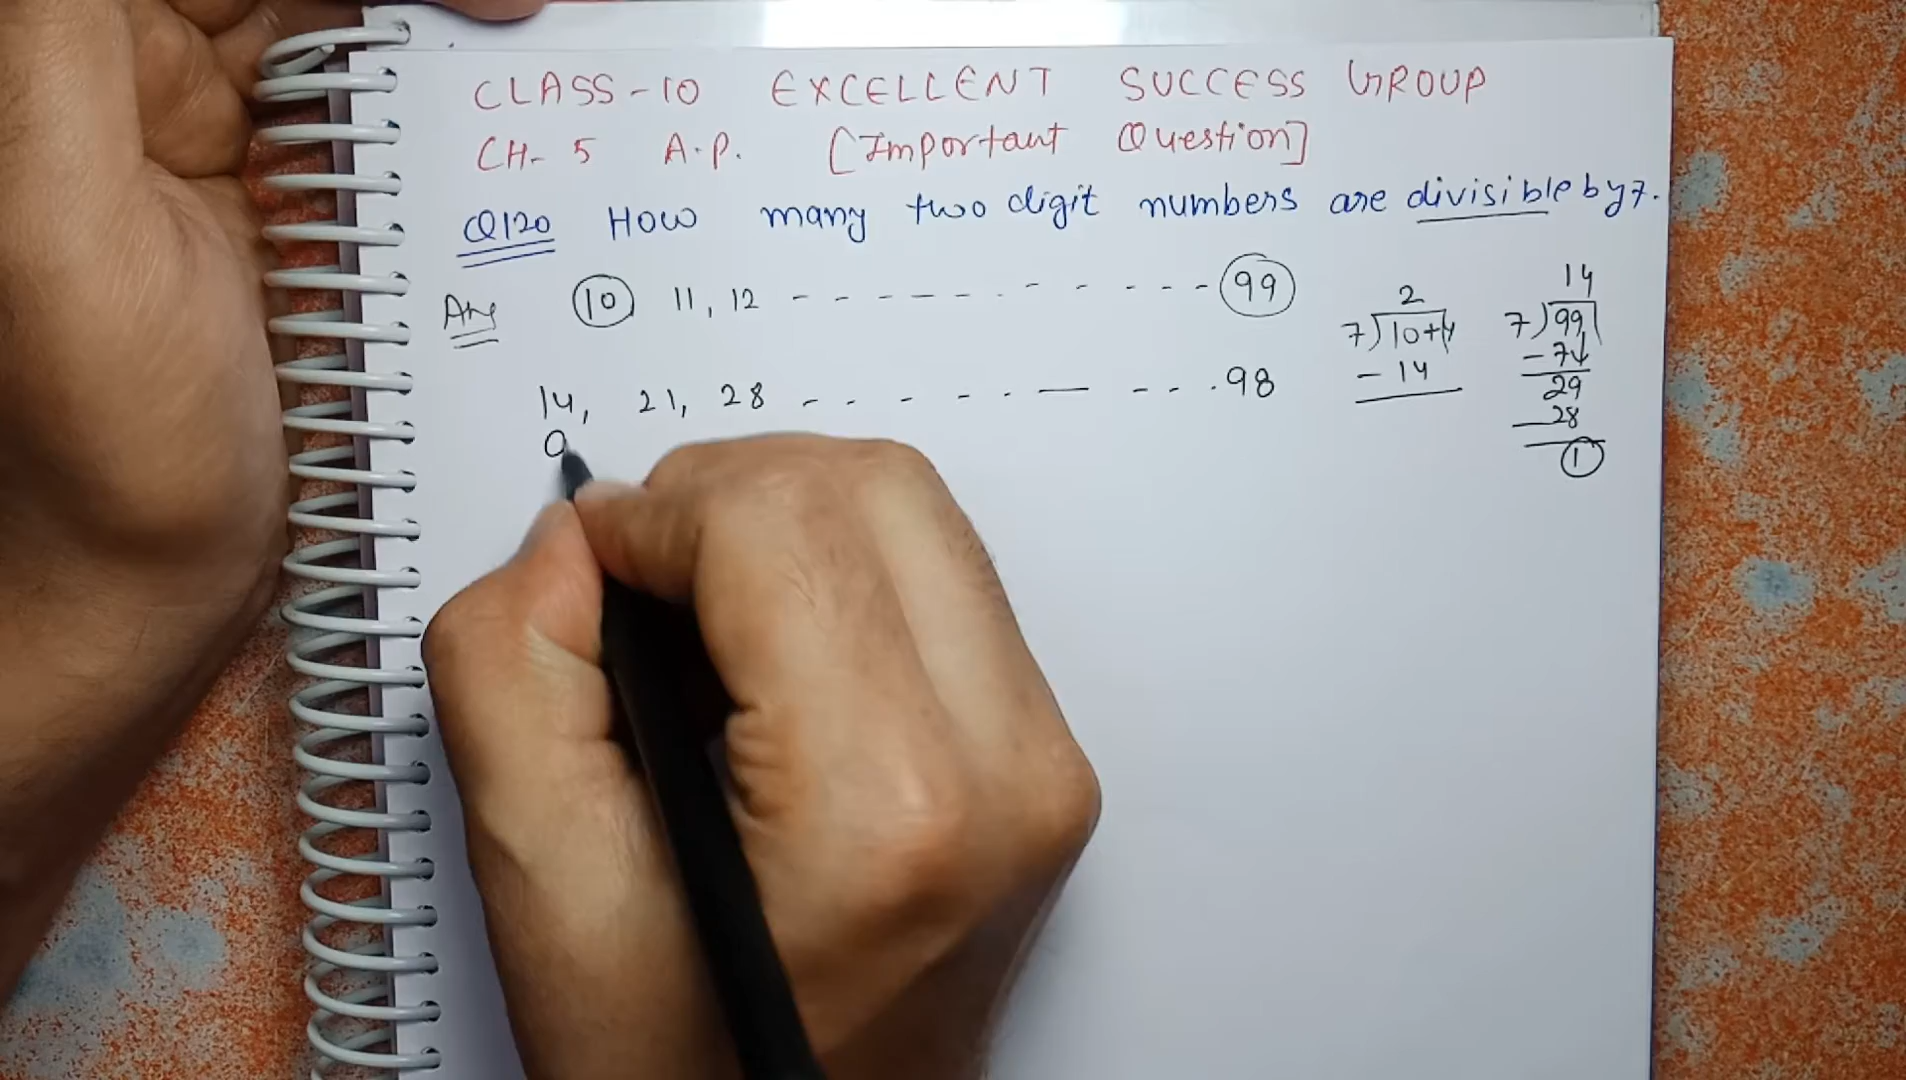 CLASS-10 EXCELLENT SUCCESS GROUP
CH-5 A.P. [Important Question]
Q120 How many two digit numbers are divisible by 7.
Ans 10 11, 12 - - - - - - - - - - - - 99
14, 21, 28 - - - - - — - - - . 98
2
7)10+4
- 14
14
7)99
- 7↓
29
28
1